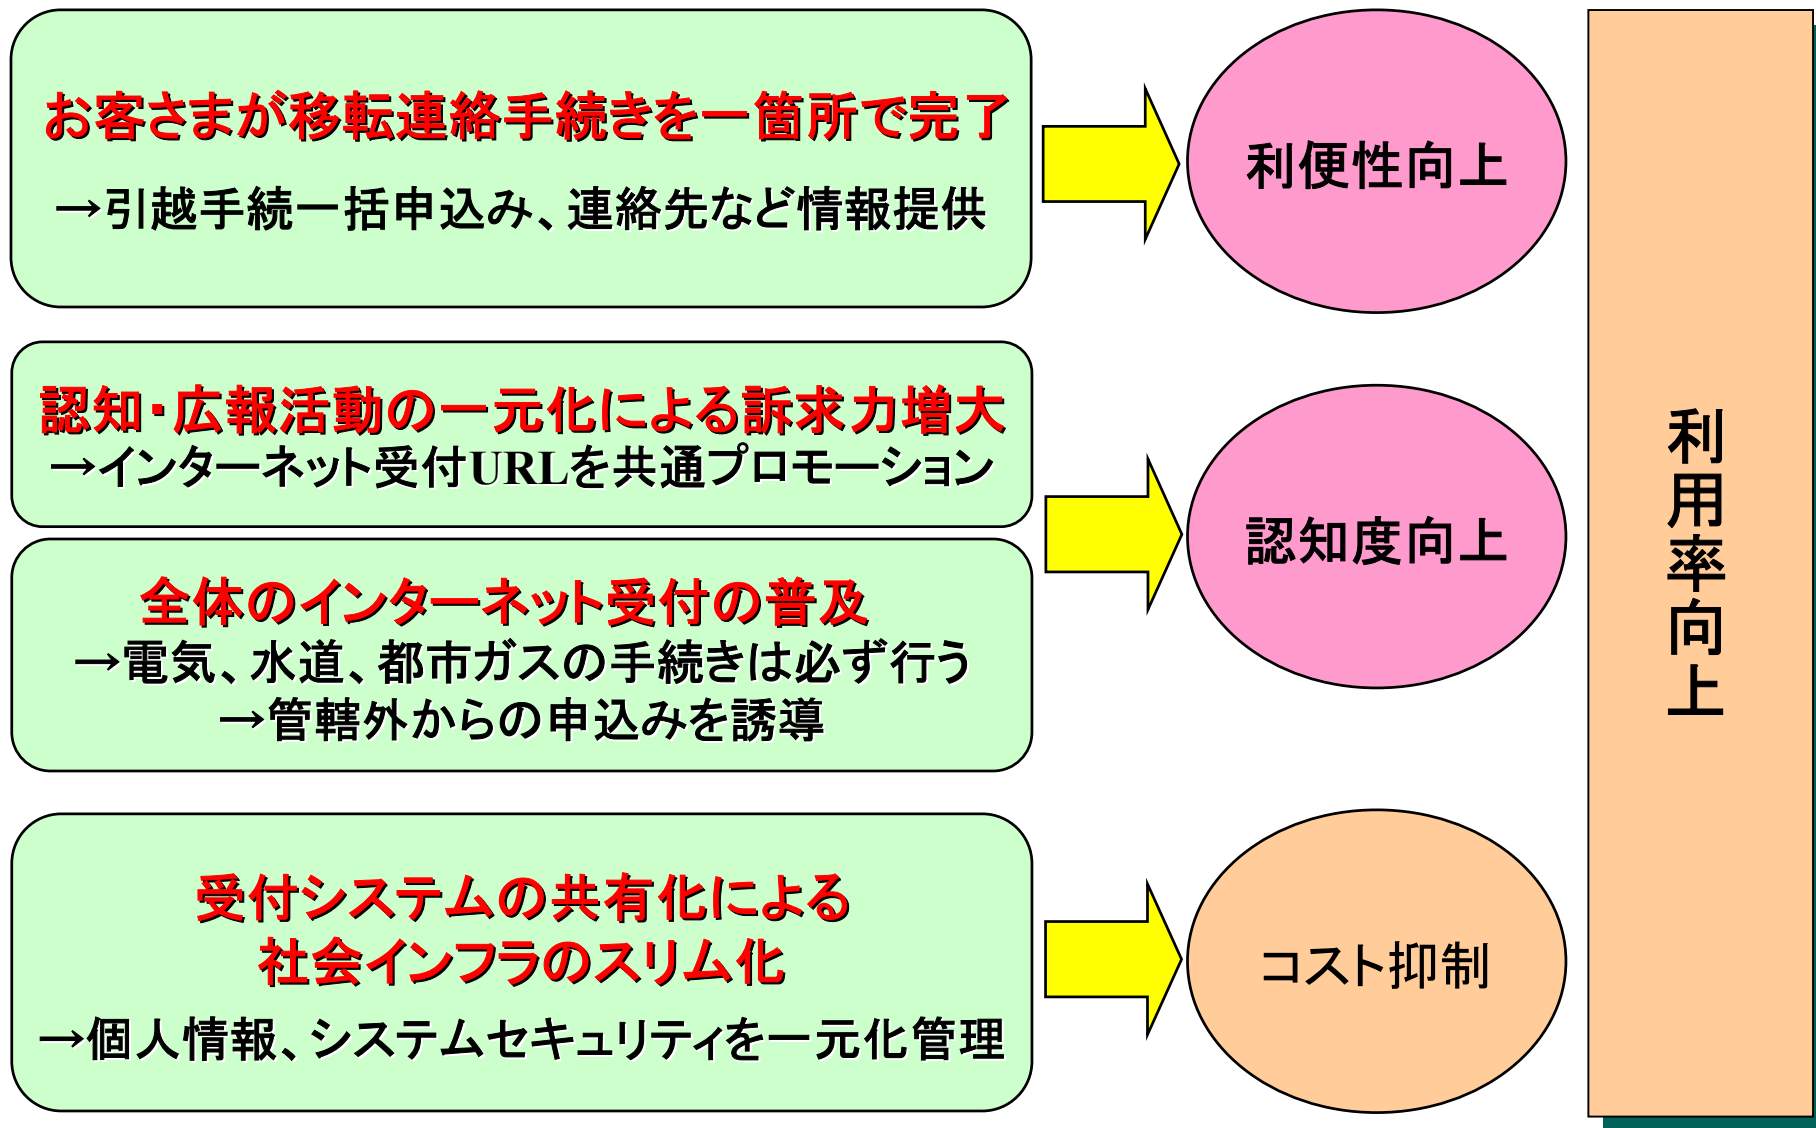 お客さまが移転連絡手続きを一箇所で完了
→引越手続一括申込み、連絡先など情報提供
利便性向上
認知・広報活動の一元化による訴求力増大
→インターネット受付URLを共通プロモーション
全体のインターネット受付の普及
→電気、水道、都市ガスの手続きは必ず行う
→管轄外からの申込みを誘導
認知度向上
受付システムの共有化による
社会インフラのスリム化
→個人情報、システムセキュリティを一元化管理
コスト抑制
利用率向上